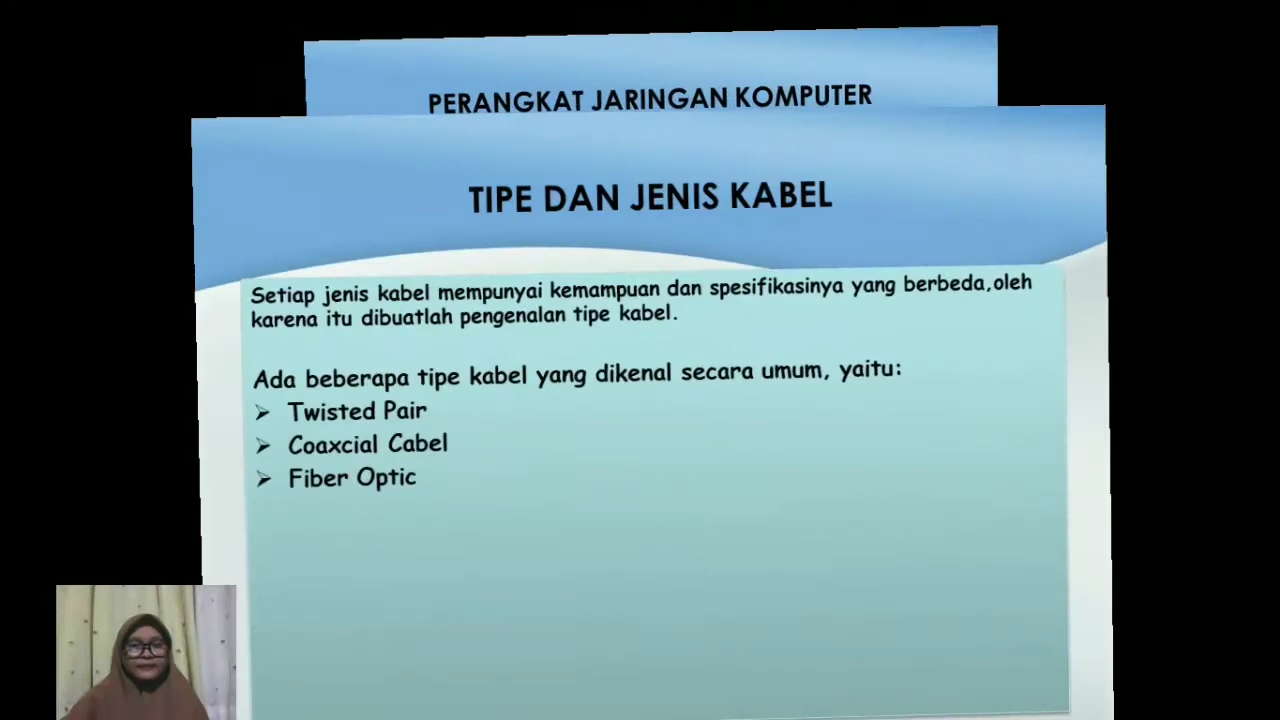 PERANGKAT JARINGAN KOMPUTER
TIPE DAN JENIS KABEL
Setiap jenis kabel mempunyai kemampuan dan spesifikasinya yang berbeda,oleh
karena itu dibuatlah pengenalan tipe kabel.
Ada beberapa tipe kabel yang dikenal secara umum, yaitu:
➢ Twisted Pair
➢ Coaxcial Cabel
➢ Fiber Optic